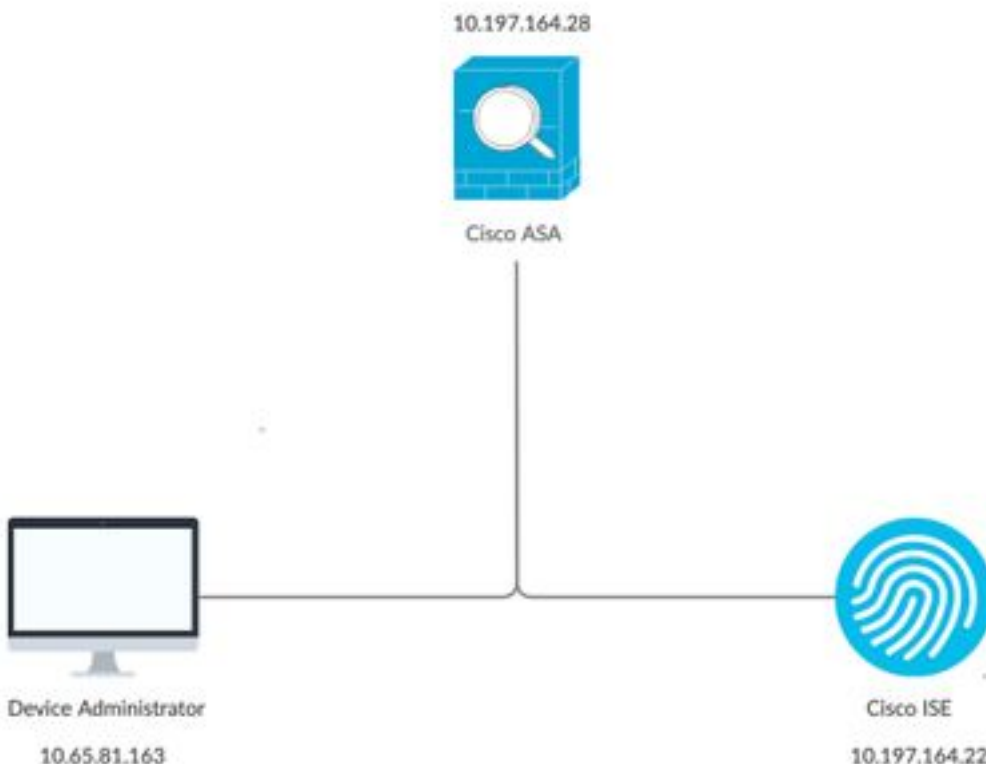 10.197.164.28
Cisco ASA
Device Administrator
10.65.81.163
Cisco ISE
10.197.164.22